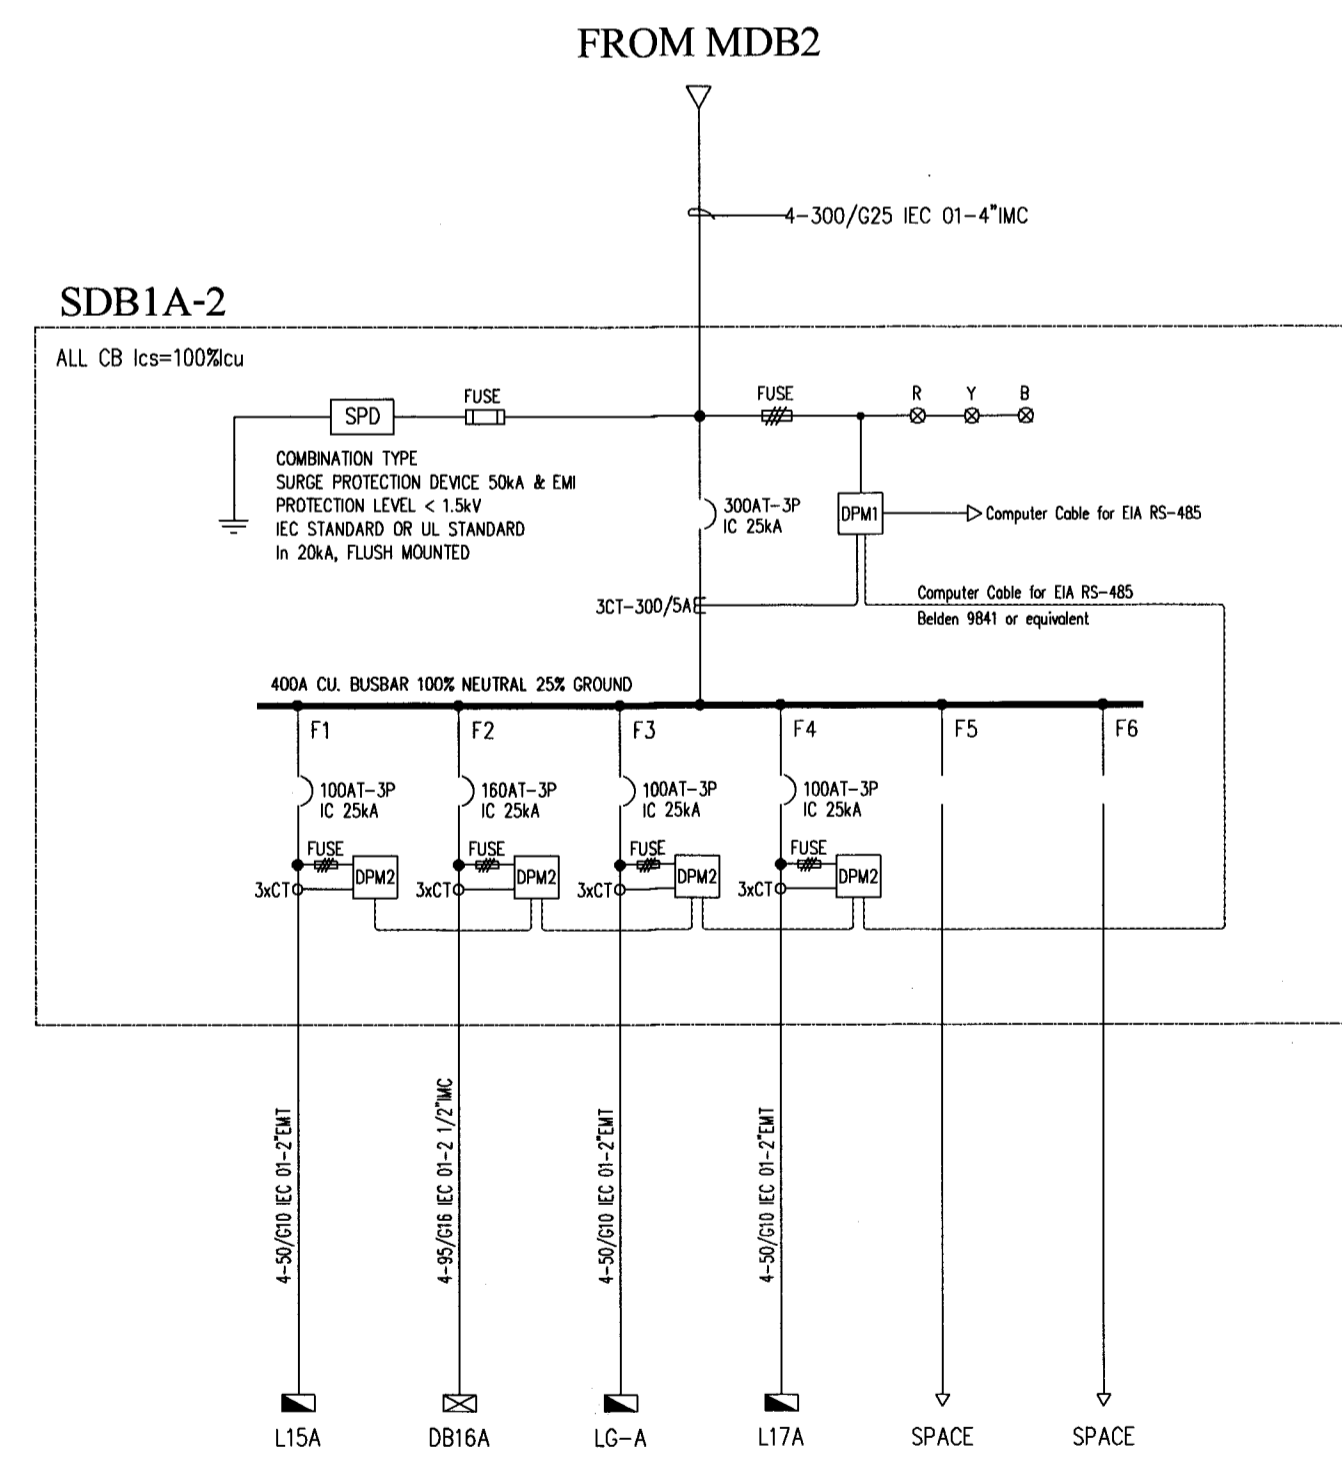 FROM MDB2
4-300/G25 IEC 01-4"IMC
SDB1A-2
ALL CB Ics=100%Icu
FUSE
SPD
COMBINATION TYPE
SURGE PROTECTION DEVICE 50kA & EMI
PROTECTION LEVEL < 1.5kV
IEC STANDARD OR UL STANDARD
In 20kA, FLUSH MOUNTED
FUSE
R Y B
300AT-3P
IC 25kA
DPM1
Computer Cable for EIA RS-485
3CT-300/5A
Computer Cable for EIA RS-485
Belden 9841 or equivalent
400A CU. BUSBAR 100% NEUTRAL 25% GROUND
F1 F2 F3 F4 F5 F6
100AT-3P 160AT-3P 100AT-3P 100AT-3P
IC 25kA IC 25kA IC 25kA IC 25kA
FUSE FUSE FUSE FUSE
DPM2 DPM2 DPM2 DPM2
3xCT 3xCT 3xCT 3xCT
4-50/G10 IEC 01-2"EMT
4-95/G16 IEC 01-2 1/2"IMC
4-50/G10 IEC 01-2"EMT
4-50/G10 IEC 01-2"EMT
L15A DB16A LG-A L17A SPACE SPACE